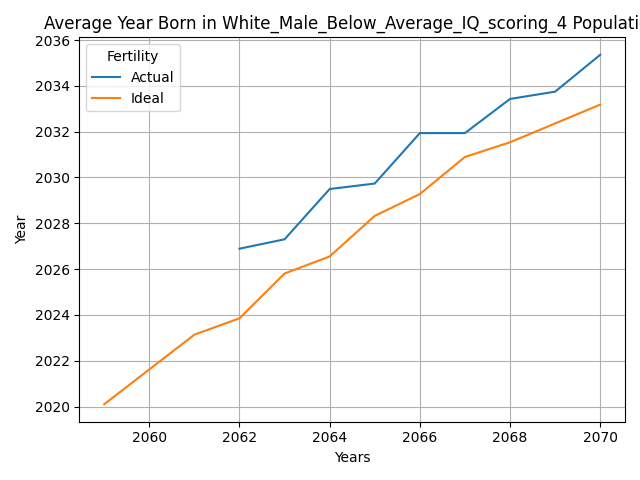 Average Year Born in White_Male_Below_Average_IQ_scoring_4 Populati
2036
2034
2032
2030
2028
2026
2024
2022
2020
Year
Fertility
Actual
Ideal
2060 2062 2064 2066 2068 2070
Years